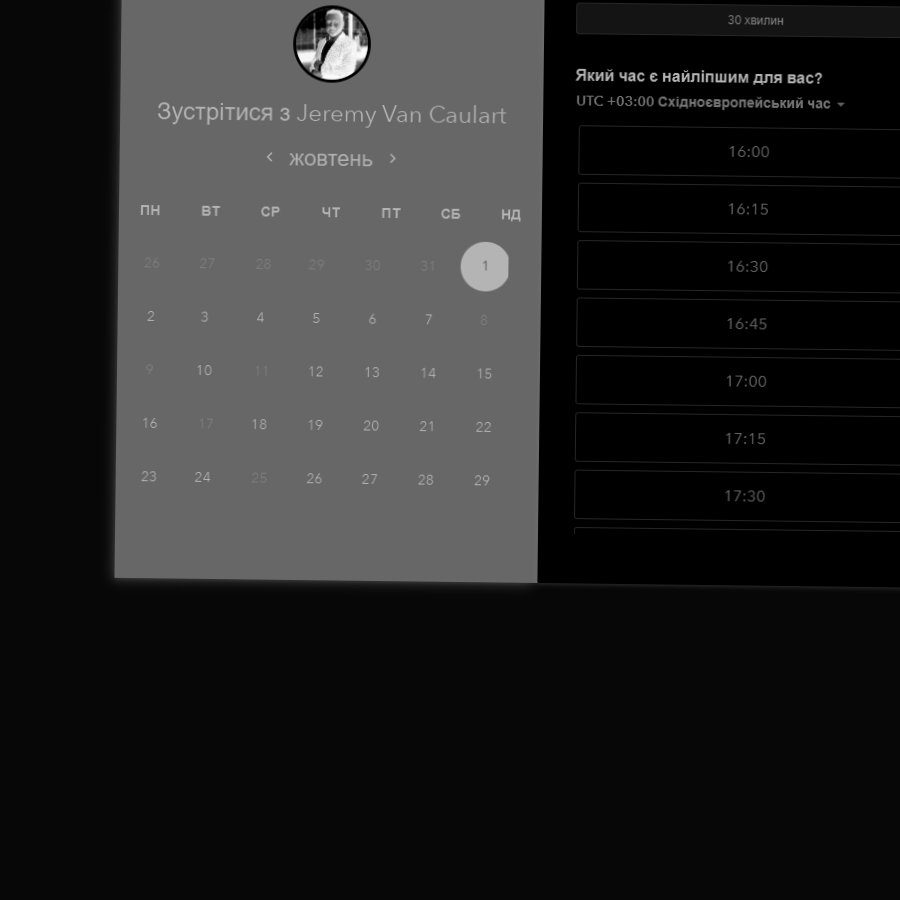 Зустрітися з Jeremy Van Caulart
‹ жовтень ›
ПН ВТ СР ЧТ ПТ СБ НД
26 27 28 29 30 31 1
2 3 4 5 6 7 8
9 10 11 12 13 14 15
16 17 18 19 20 21 22
23 24 25 26 27 28 29
30 хвилин
Який час є найліпшим для вас?
UTC +03:00 Східноєвропейський час
16:00
16:15
16:30
16:45
17:00
17:15
17:30